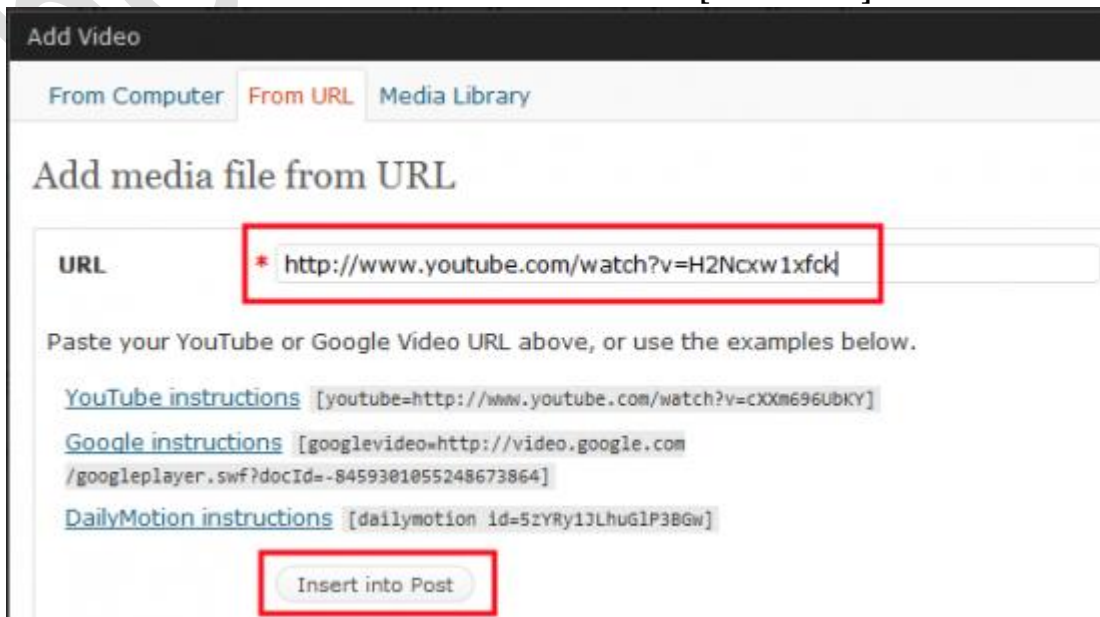 Add Video
From Computer From URL Media Library
Add media file from URL
URL * http://www.youtube.com/watch?v=H2Ncxw1xfck
Paste your YouTube or Google Video URL above, or use the examples below.
YouTube instructions [youtube=http://www.youtube.com/watch?v=cXXm696UbKY]
Google instructions [googlevideo=http://video.google.com
/googleplayer.swf?docId=-8459301055248673864]
DailyMotion instructions [dailymotion id=5zYRy1JLhuGlP3BGw]
Insert into Post